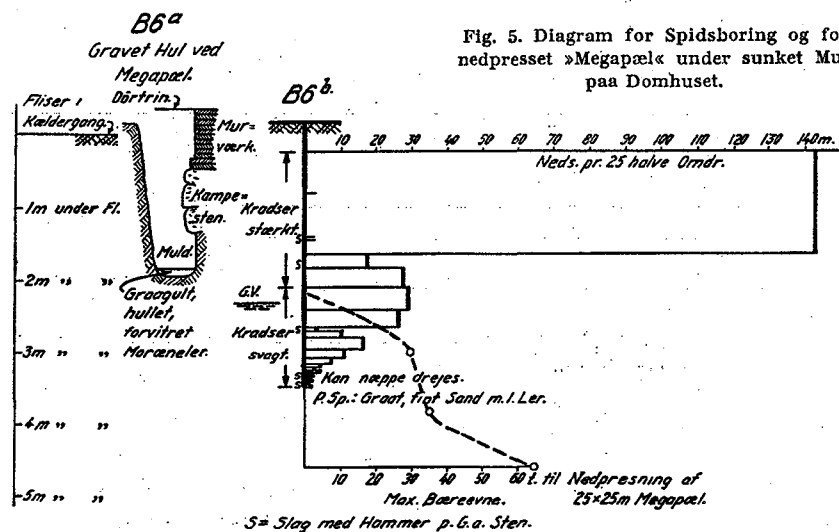 B6a
Gravet Hul ved
Megapæl.
Dörtrin.
Fliser i
Kældergang.
Mur=
værk.
Kampe=
sten.
Muld.
Graagult,
hullet,
forvitret
Moræneler.
1m under Fl.
2m " "
3m " "
4m " "
5m " "
Fig. 5. Diagram for Spidsboring og for
nedpresset »Megapæl« under sunket Mu
paa Domhuset.
B6b.
10 20 30 40 50 60 70 80 90 100 110 120 130 140m.
Neds. pr. 25 halve Omdr.
Kradser
stærkt.
S
S
G.V.
S
Kradser
svagt.
S
S
S
Kan næppe drejes.
P.Sp.: Graat, fint Sand m.l. Ler.
10 20 30 40 50 60 t. til Nedpresning af
Max. Bæreevne. 25×25m Megapæl.
S = Slag med Hammer p.G.a. Sten.